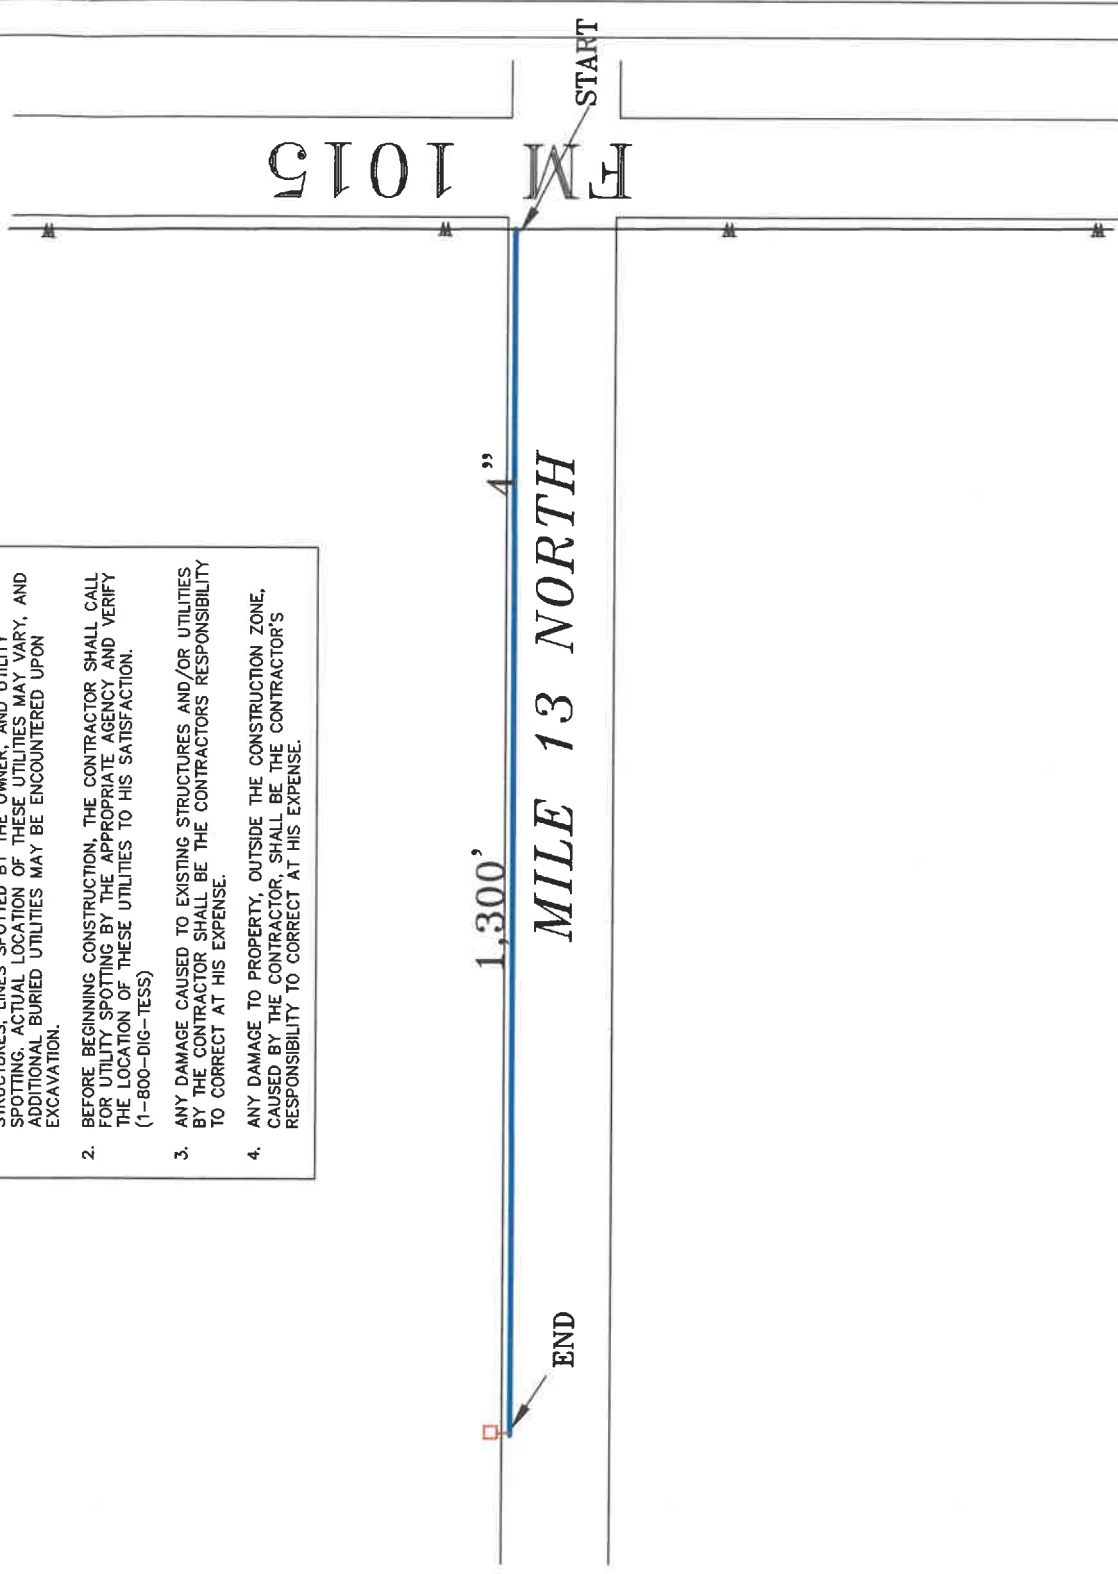 STRUCTURES, LINES SPOTTED BY THE OWNER, AND UTILITY
SPOTTING. ACTUAL LOCATION OF THESE UTILITIES MAY VARY, AND
ADDITIONAL BURIED UTILITIES MAY BE ENCOUNTERED UPON
EXCAVATION.
2. BEFORE BEGINNING CONSTRUCTION, THE CONTRACTOR SHALL CALL
FOR UTILITY SPOTTING BY THE APPROPRIATE AGENCY AND VERIFY
THE LOCATION OF THESE UTILITIES TO HIS SATISFACTION.
(1-800-DIG-TESS)
3. ANY DAMAGE CAUSED TO EXISTING STRUCTURES AND/OR UTILITIES
BY THE CONTRACTOR SHALL BE THE CONTRACTORS RESPONSIBILITY
TO CORRECT AT HIS EXPENSE.
4. ANY DAMAGE TO PROPERTY, OUTSIDE THE CONSTRUCTION ZONE,
CAUSED BY THE CONTRACTOR, SHALL BE THE CONTRACTOR'S
RESPONSIBILITY TO CORRECT AT HIS EXPENSE.
1,300'
4"
END
MILE 13 NORTH
START
FM 1015
W
W
W
W